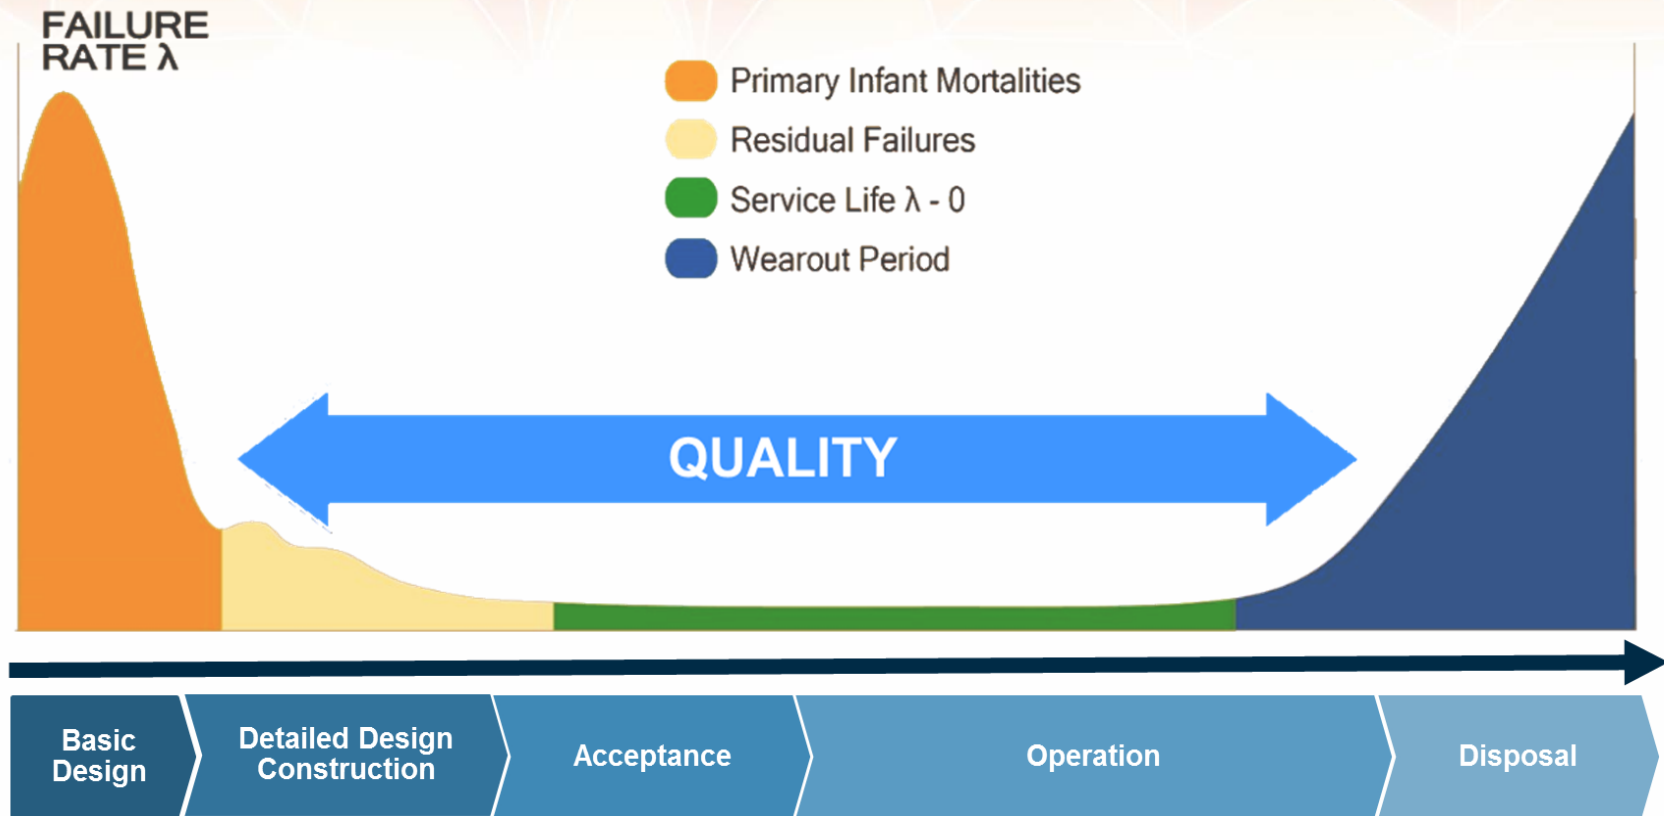 FAILURE
RATE λ
Primary Infant Mortalities
Residual Failures
Service Life λ - 0
Wearout Period
QUALITY
Basic
Design
Detailed Design
Construction
Acceptance
Operation
Disposal